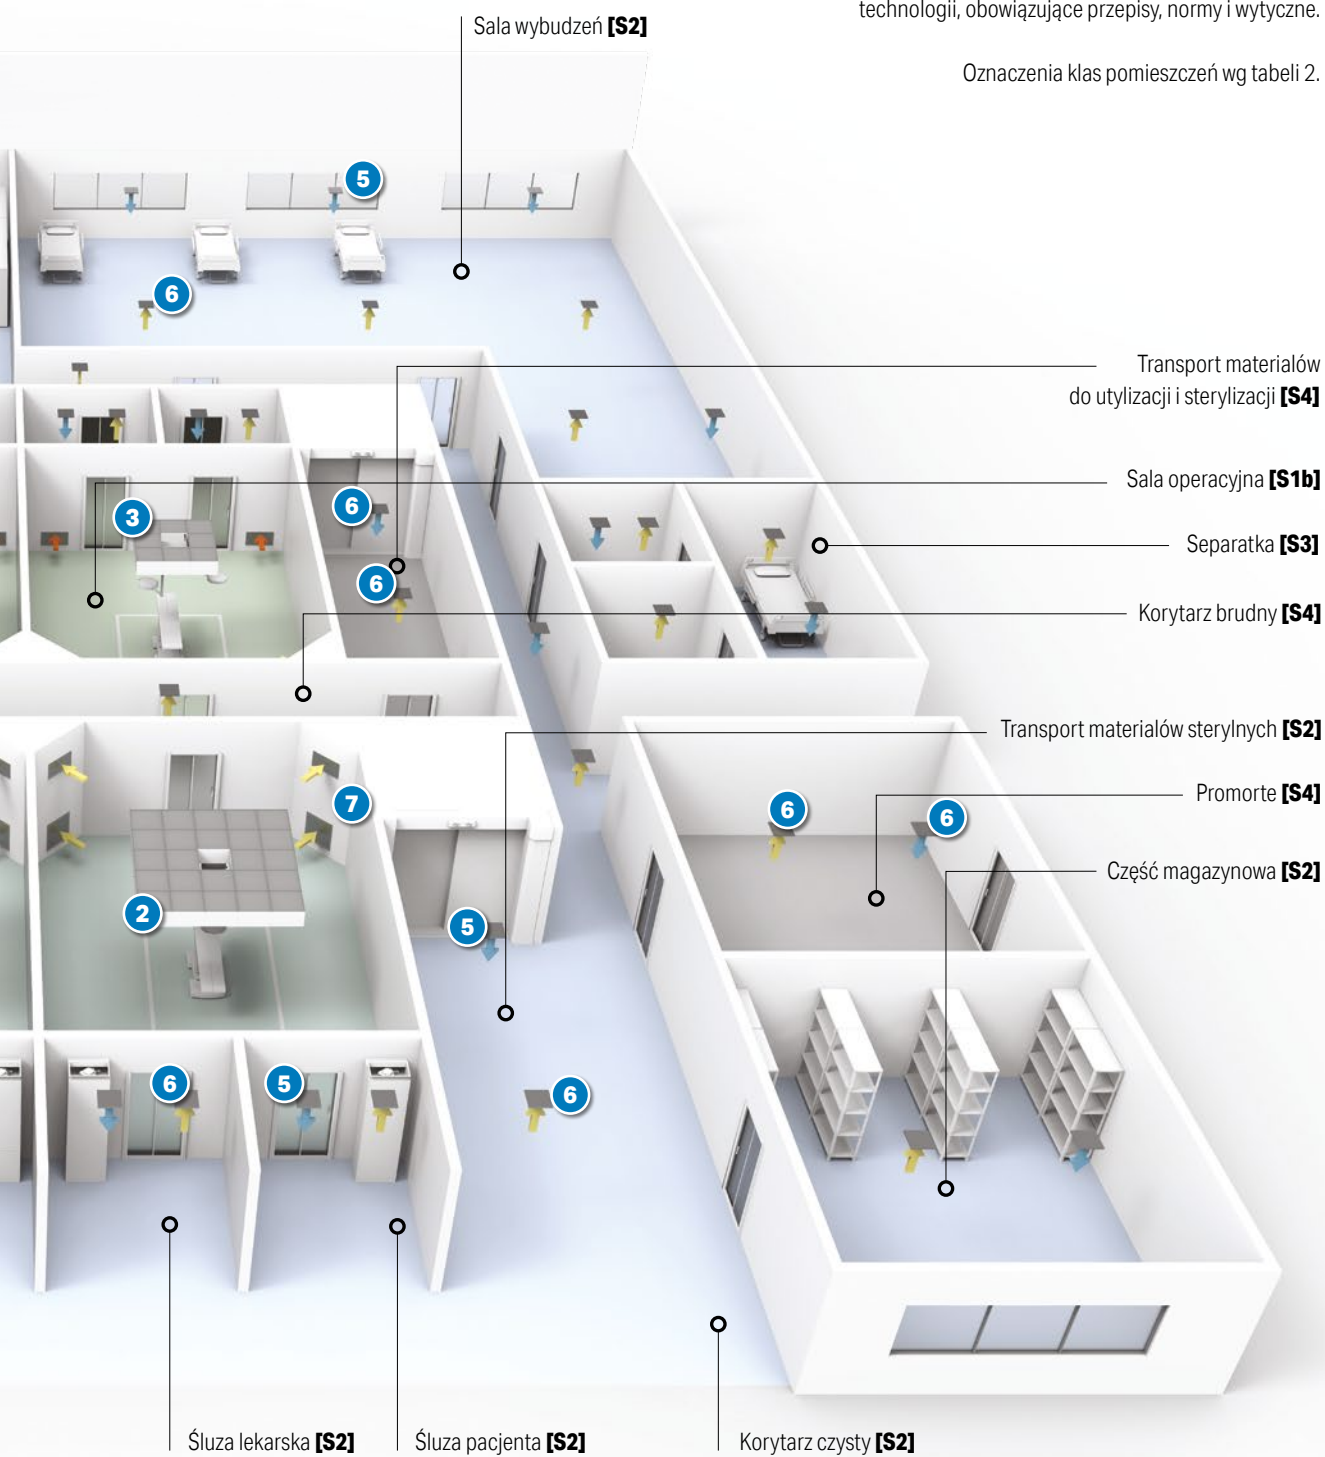 technologii, obowiązujące przepisy, normy i wytyczne.
Sala wybudzeń [S2]
Oznaczenia klas pomieszczeń wg tabeli 2.
5
6
Transport materialów
do utylizacji i sterylizacji [S4]
Sala operacyjna [S1b]
6
3
Separatka [S3]
6
Korytarz brudny [S4]
Transport materialów sterylnych [S2]
Promorte [S4]
7
6
6
Część magazynowa [S2]
2
5
6
5
6
Śluza lekarska [S2]
Śluza pacjenta [S2]
Korytarz czysty [S2]